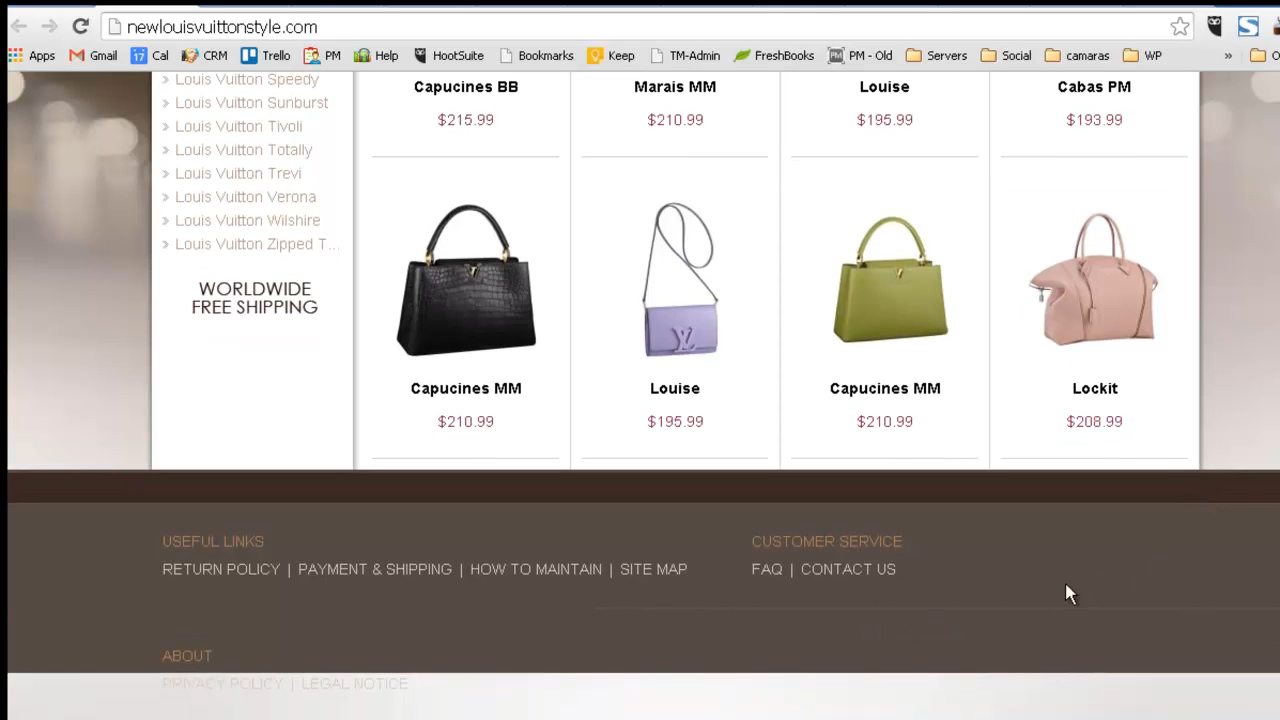 newlouisvuittonstyle.com
Apps Gmail 17 Cal CRM Trello PM Help HootSuite Bookmarks Keep TM-Admin FreshBooks PM - Old Servers Social camaras WP »
Louis Vuitton Speedy
Louis Vuitton Sunburst
Louis Vuitton Tivoli
Louis Vuitton Totally
Louis Vuitton Trevi
Louis Vuitton Verona
Louis Vuitton Wilshire
Louis Vuitton Zipped T...
WORLDWIDE
FREE SHIPPING
Capucines BB Marais MM Louise Cabas PM
$215.99 $210.99 $195.99 $193.99
LV
Capucines MM Louise Capucines MM Lockit
$210.99 $195.99 $210.99 $208.99
USEFUL LINKS
RETURN POLICY | PAYMENT & SHIPPING | HOW TO MAINTAIN | SITE MAP
CUSTOMER SERVICE
FAQ | CONTACT US
ABOUT
PRIVACY POLICY | LEGAL NOTICE